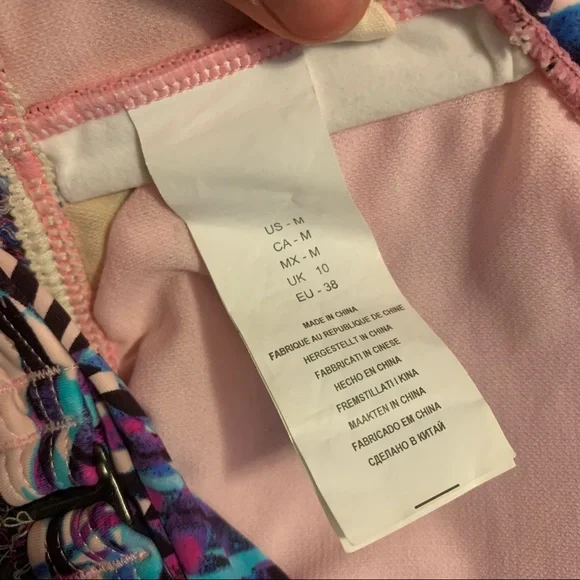 US - M
CA - M
MX - M
UK 10
EU - 38
MADE IN CHINA
FABRIQUE AU REPUBLIQUE DE CHINE
HERGESTELLT IN CHINA
FABBRICATI IN CINESE
HECHO EN CHINA
FREMSTILLATI I KINA
MAAKTEN IN CHINA
FABRICADO EM CHINA
СДЕЛАНО В КИТАЙ